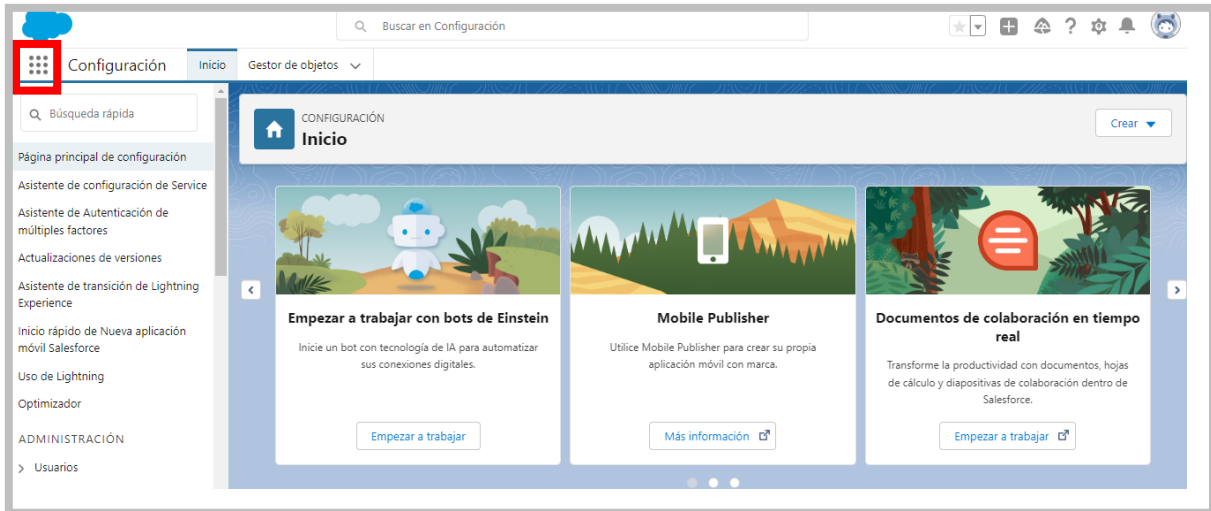 Buscar en Configuración
Configuración
Inicio
Gestor de objetos
Búsqueda rápida
Página principal de configuración
Asistente de configuración de Service
Asistente de Autenticación de
múltiples factores
Actualizaciones de versiones
Asistente de transición de Lightning
Experience
Inicio rápido de Nueva aplicación
móvil Salesforce
Uso de Lightning
Optimizador
ADMINISTRACIÓN
Usuarios
CONFIGURACIÓN
Inicio
Crear
Empezar a trabajar con bots de Einstein
Inicie un bot con tecnología de IA para automatizar
sus conexiones digitales.
Empezar a trabajar
Mobile Publisher
Utilice Mobile Publisher para crear su propia
aplicación móvil con marca.
Más información
Documentos de colaboración en tiempo
real
Transforme la productividad con documentos, hojas
de cálculo y diapositivas de colaboración dentro de
Salesforce.
Empezar a trabajar